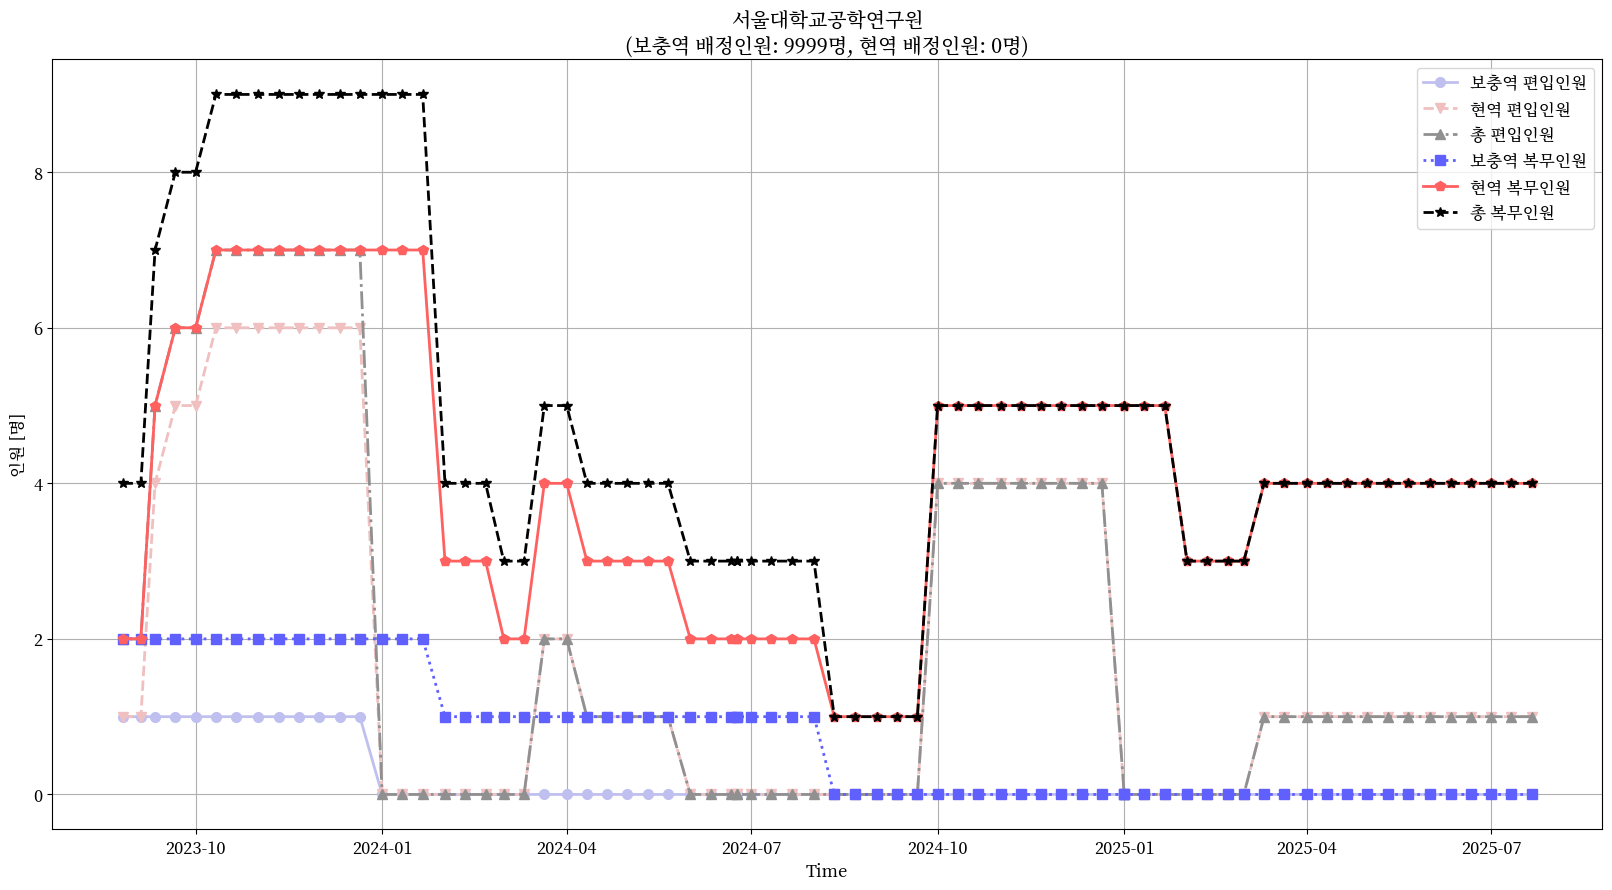 서울대학교공학연구원
(보충역 배정인원: 9999명, 현역 배정인원: 0명)
보충역 편입인원
현역 편입인원
총 편입인원
보충역 복무인원
현역 복무인원
총 복무인원
인원 [명]
8
6
4
2
0
2023-10
2024-01
2024-04
2024-07
2024-10
2025-01
2025-04
2025-07
Time